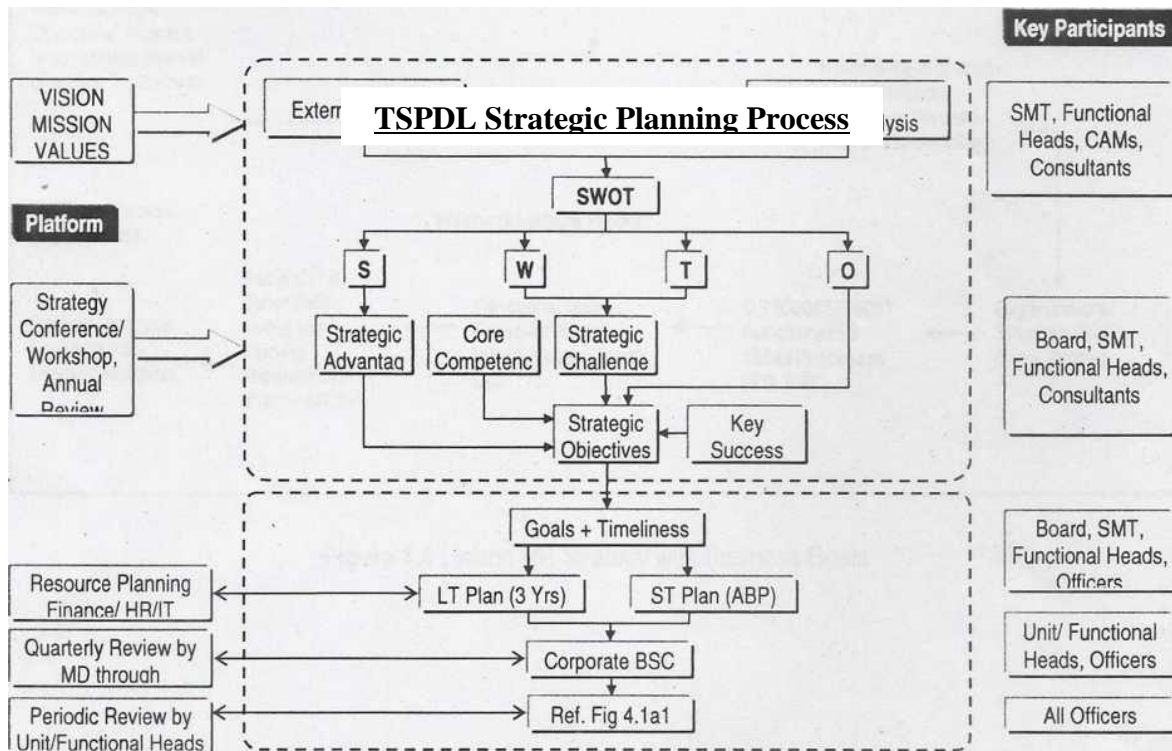 Key Participants
VISION
MISSION
VALUES
TSPDL Strategic Planning Process
SMT, Functional
Heads, CAMs,
Consultants
SWOT
Platform
S
W
T
O
Strategy
Conference/
Workshop,
Annual
Review
Strategic
Advantag
Core
Competenc
Strategic
Challenge
Board, SMT,
Functional Heads,
Consultants
Strategic
Objectives
Key
Success
Goals + Timeliness
Board, SMT,
Functional Heads,
Officers
Resource Planning
Finance/ HR/IT
LT Plan (3 Yrs)
ST Plan (ABP)
Quarterly Review by
MD through
Corporate BSC
Unit/ Functional
Heads, Officers
Periodic Review by
Unit/Functional Heads
Ref. Fig 4.1a1
All Officers